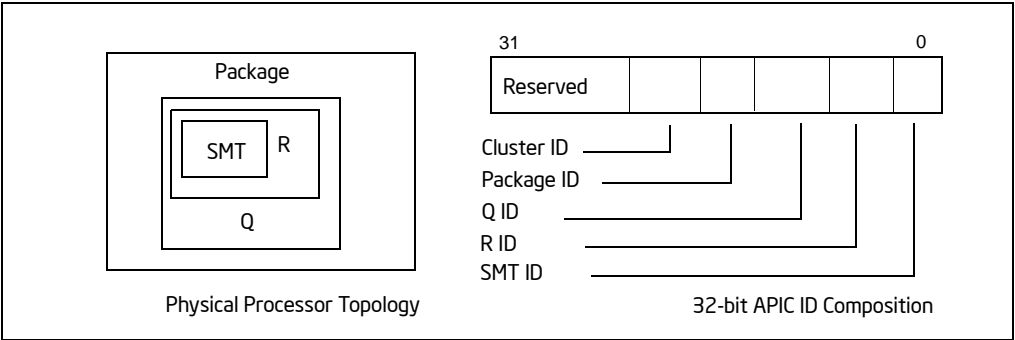 Package
SMT
R
Q
Physical Processor Topology
31
0
Reserved
Cluster ID
Package ID
Q ID
R ID
SMT ID
32-bit APIC ID Composition